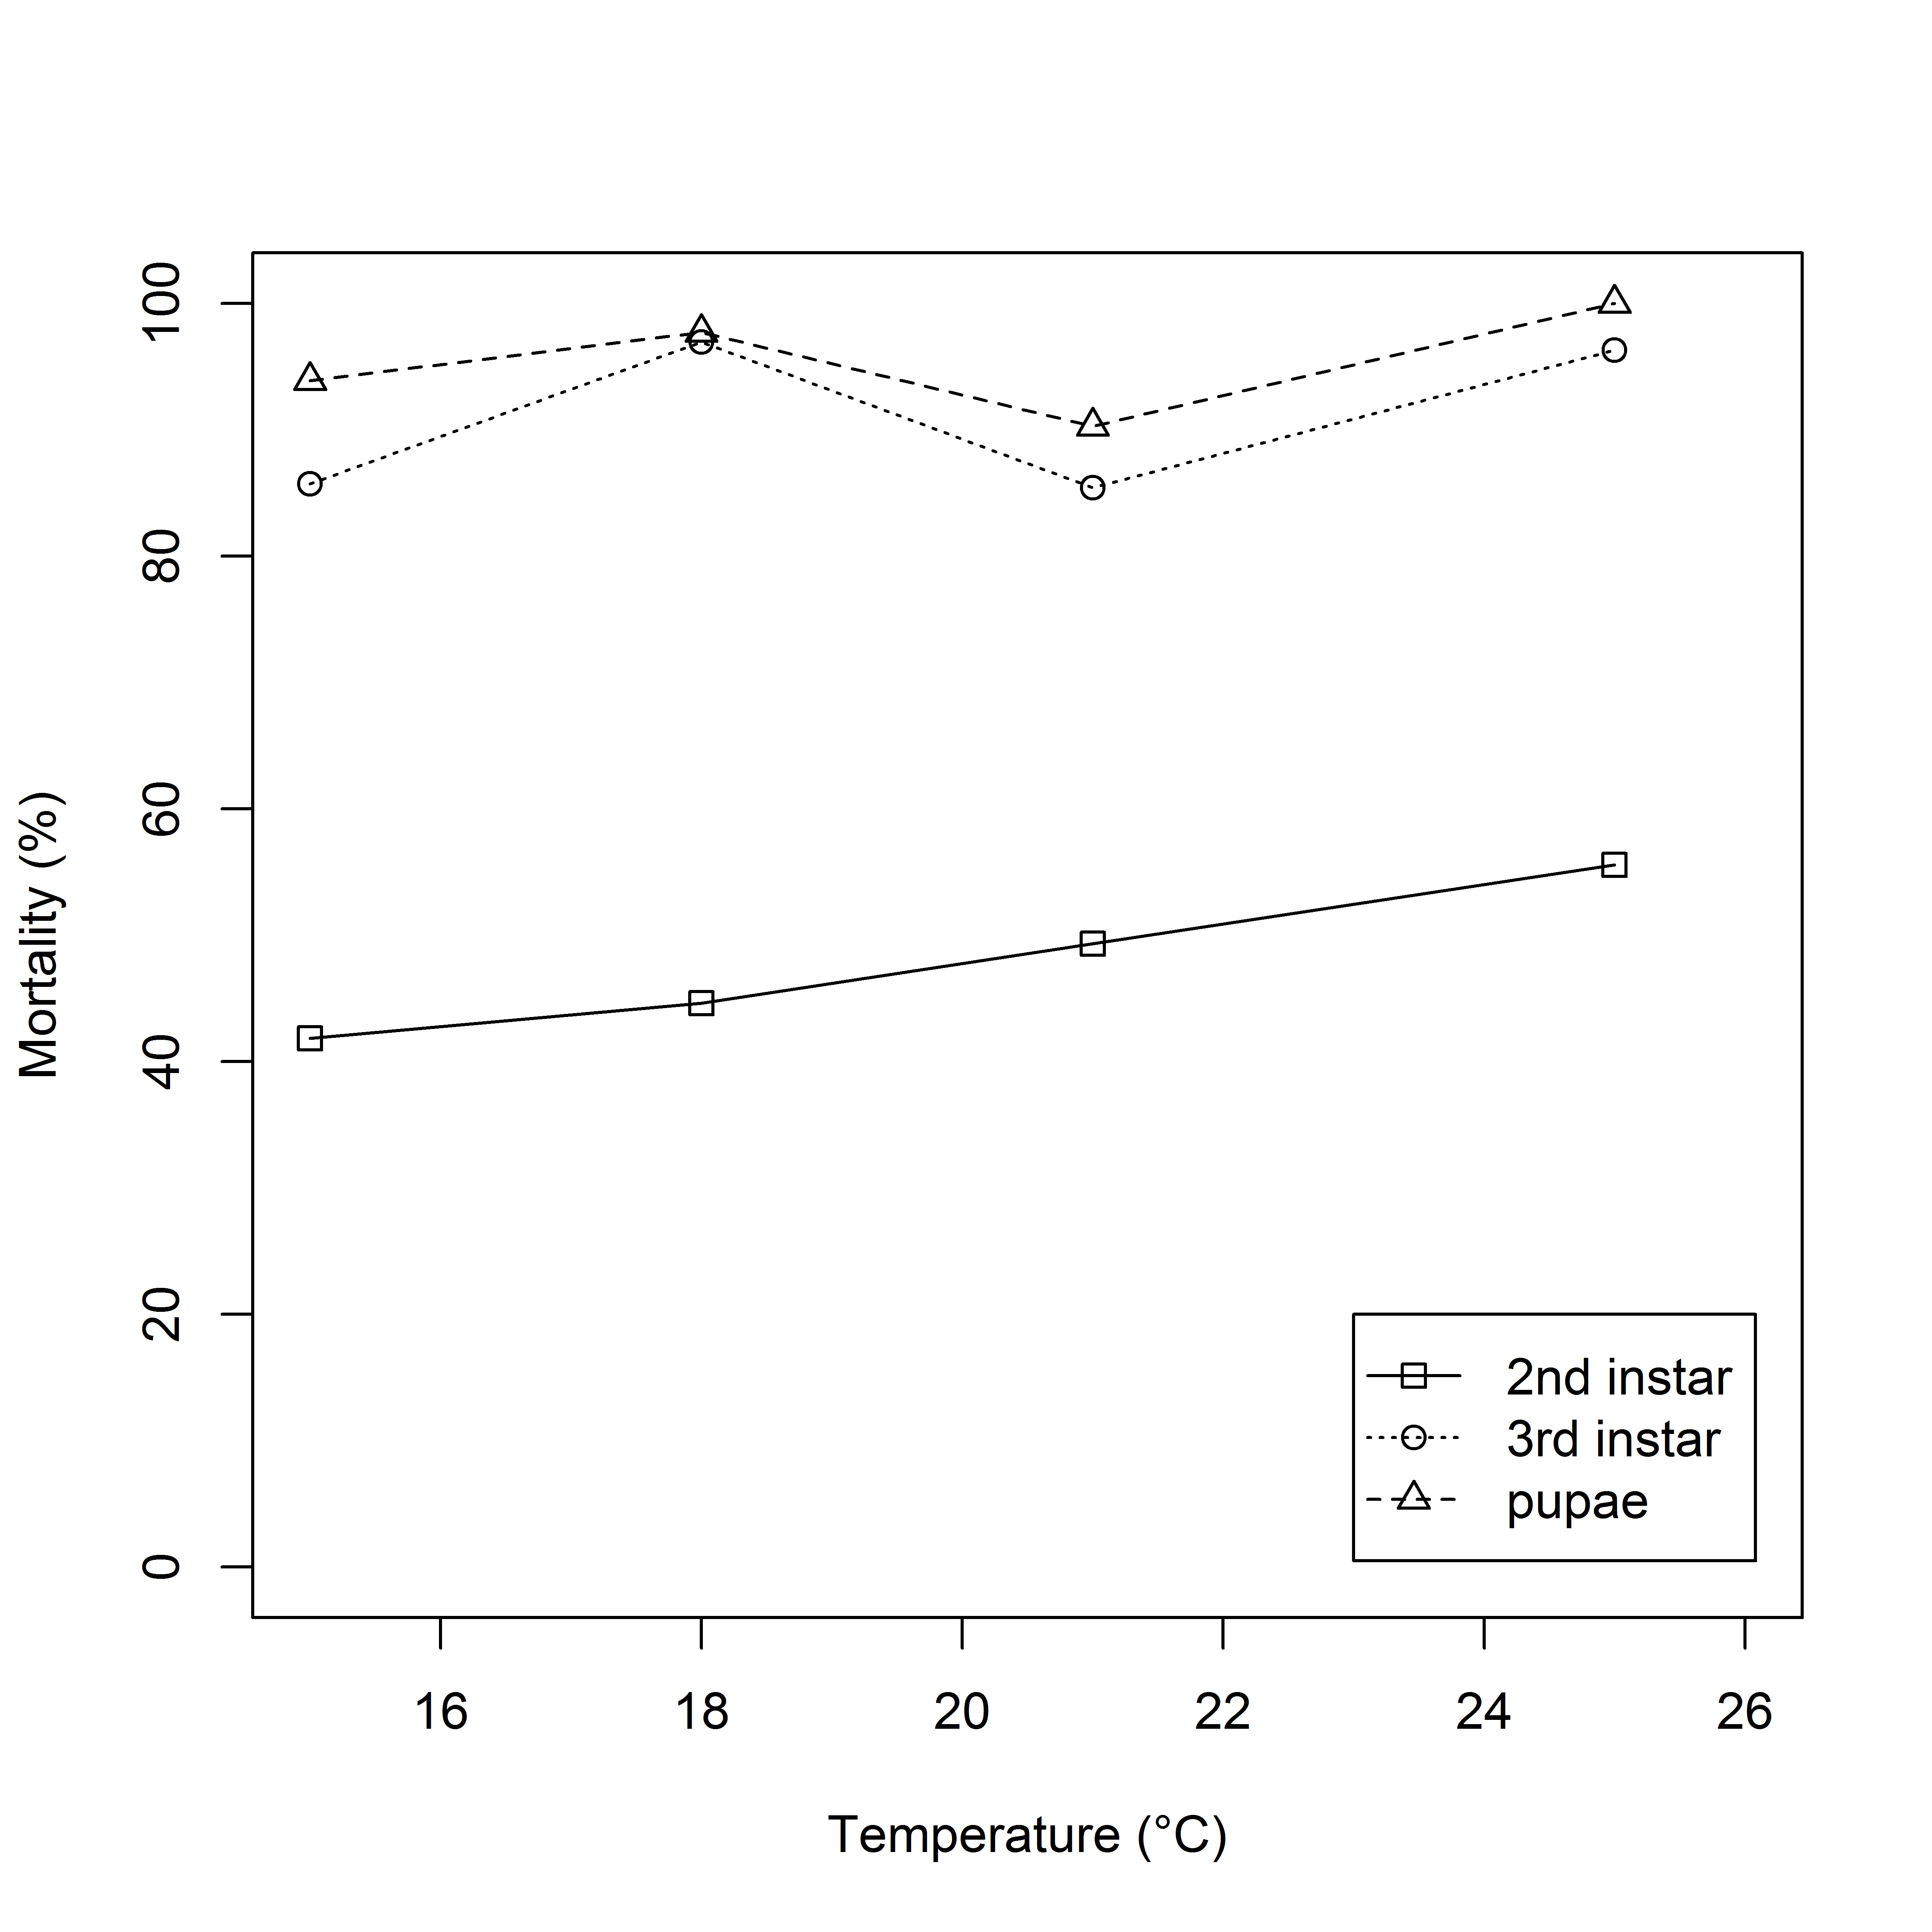 Mortality (%)
100
80
60
40
20
0
2nd instar
3rd instar
pupae
16 18 20 22 24 26
Temperature (°C)